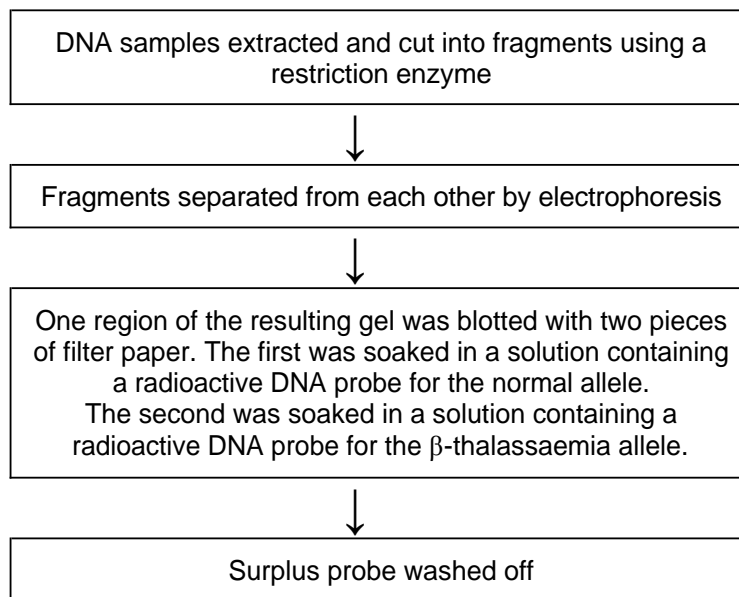 DNA samples extracted and cut into fragments using a
restriction enzyme
Fragments separated from each other by electrophoresis
One region of the resulting gel was blotted with two pieces
of filter paper. The first was soaked in a solution containing
a radioactive DNA probe for the normal allele.
The second was soaked in a solution containing a
radioactive DNA probe for the β-thalassaemia allele.
Surplus probe washed off